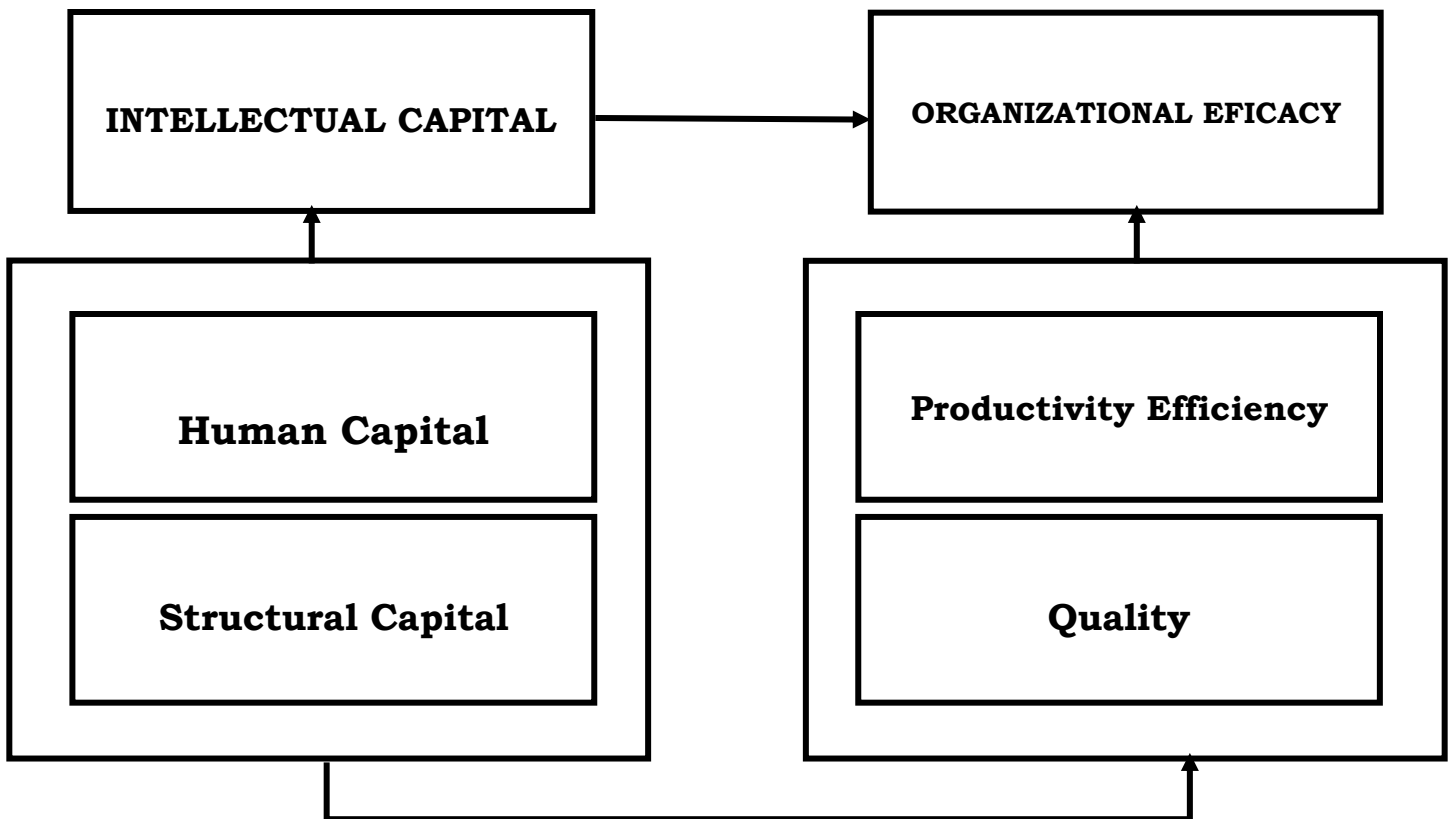 INTELLECTUAL CAPITAL
ORGANIZATIONAL EFICACY
Human Capital
Structural Capital
Productivity Efficiency
Quality